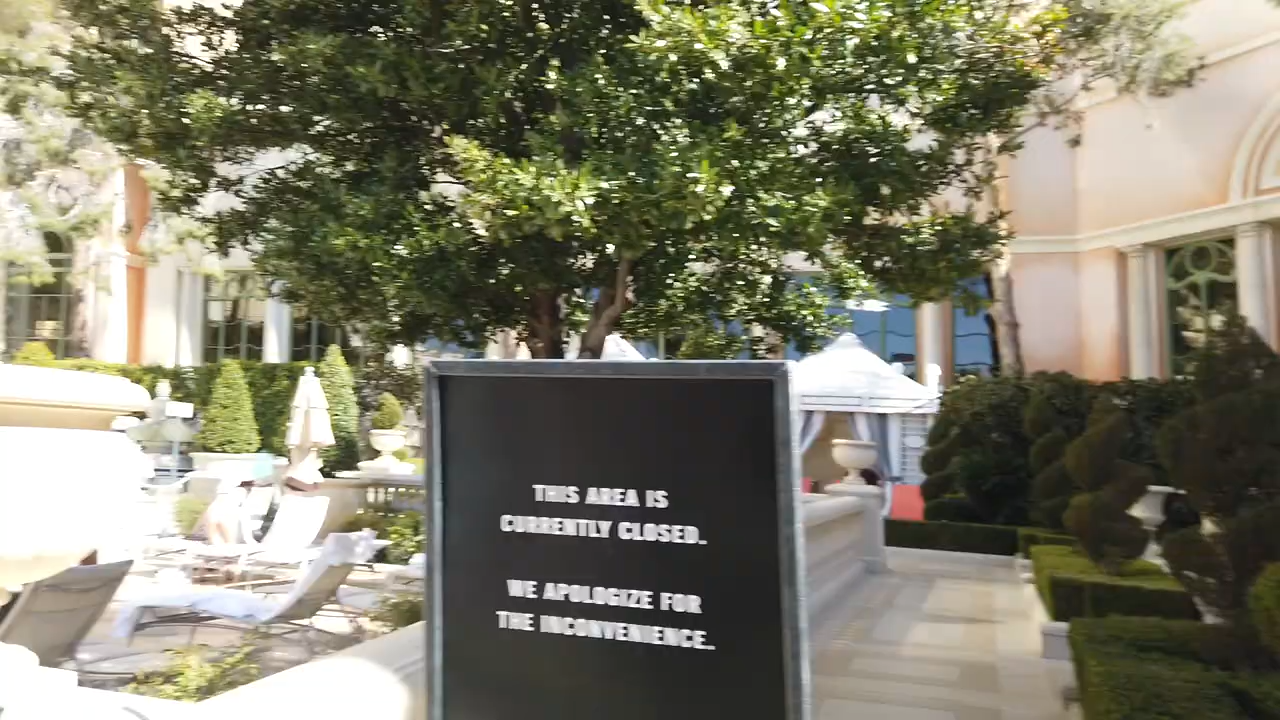 THIS AREA IS
CURRENTLY CLOSED.
WE APOLOGIZE FOR
THE INCONVENIENCE.